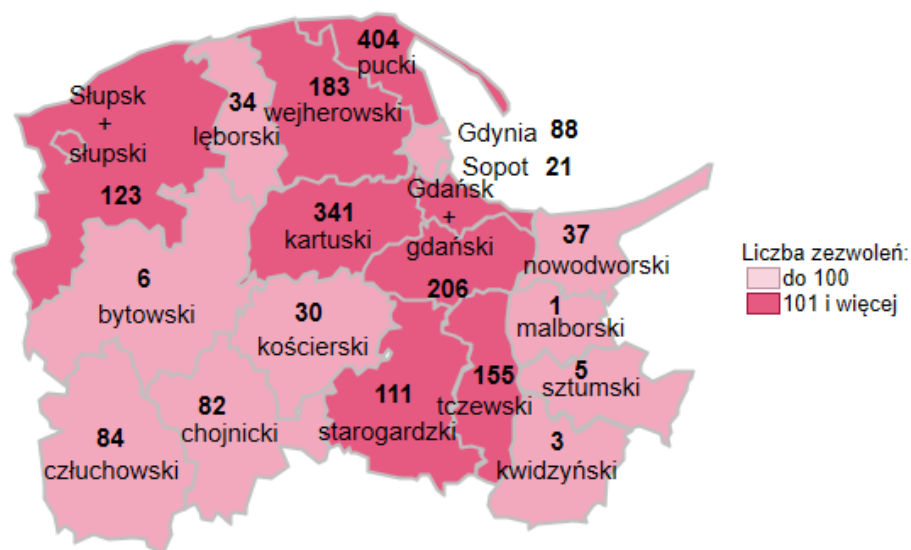 404
pucki
183
wejherowski
34
lęborski
Słupsk
+
słupski
123
Gdynia 88
Sopot 21
Gdańsk
+
gdański
206
341
kartuski
37
nowodworski
6
bytowski
30
kościerski
1
malborski
5
sztumski
155
tczewski
111
starogardzki
82
chojnicki
84
człuchowski
3
kwidzyński
Liczba zezwoleń:
do 100
101 i więcej